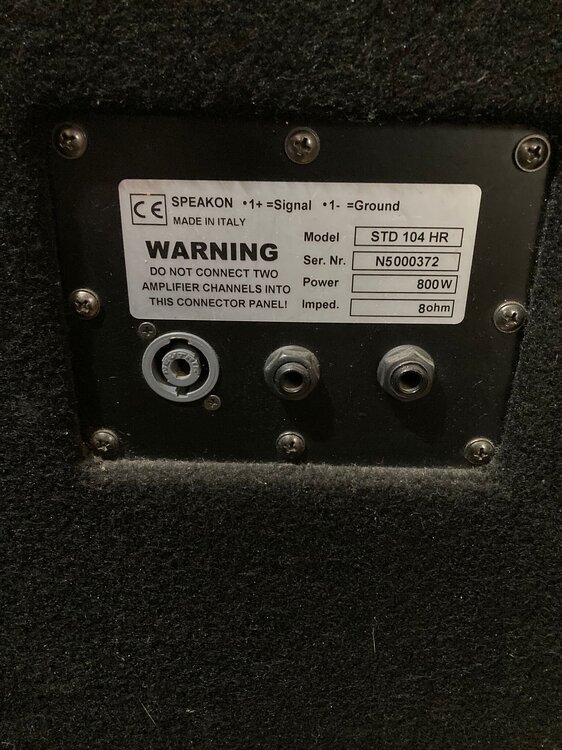 CE SPEAKON •1+ =Signal •1- =Ground
MADE IN ITALY
WARNING
DO NOT CONNECT TWO
AMPLIFIER CHANNELS INTO
THIS CONNECTOR PANEL!
Model STD 104 HR
Ser. Nr. N5000372
Power 800W
Imped. 8ohm